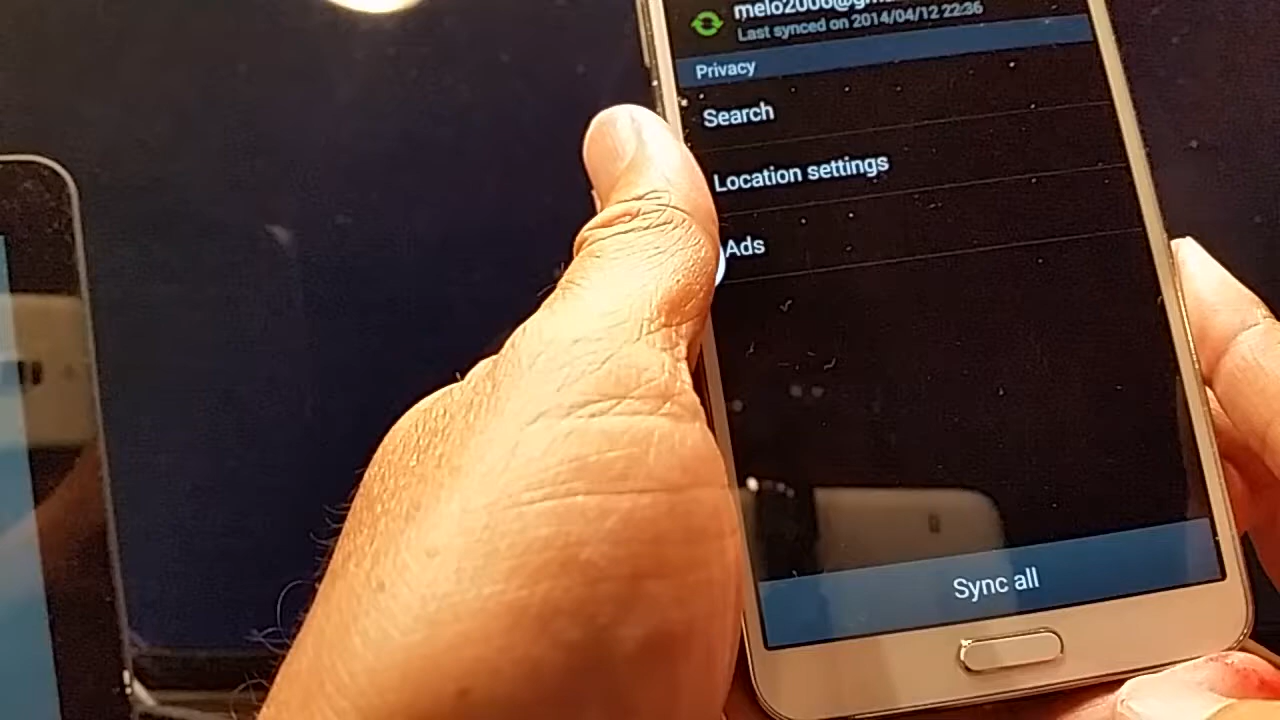 Last synced on 2014/04/12 22:36
Privacy
Search
Location settings
Ads
Sync all